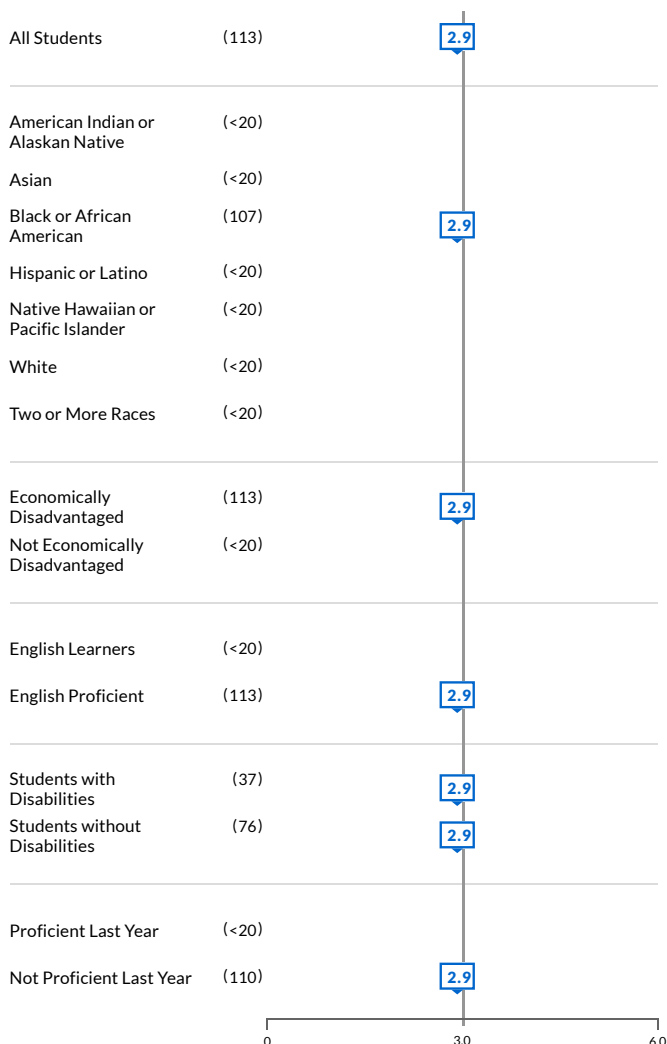 All Students (113) 2.9
American Indian or (<20)
Alaskan Native
Asian (<20)
Black or African (107) 2.9
American
Hispanic or Latino (<20)
Native Hawaiian or (<20)
Pacific Islander
White (<20)
Two or More Races (<20)
Economically (113) 2.9
Disadvantaged
Not Economically (<20)
Disadvantaged
English Learners (<20)
English Proficient (113) 2.9
Students with (37) 2.9
Disabilities
Students without (76) 2.9
Disabilities
Proficient Last Year (<20)
Not Proficient Last Year (110) 2.9
0 3.0 6.0